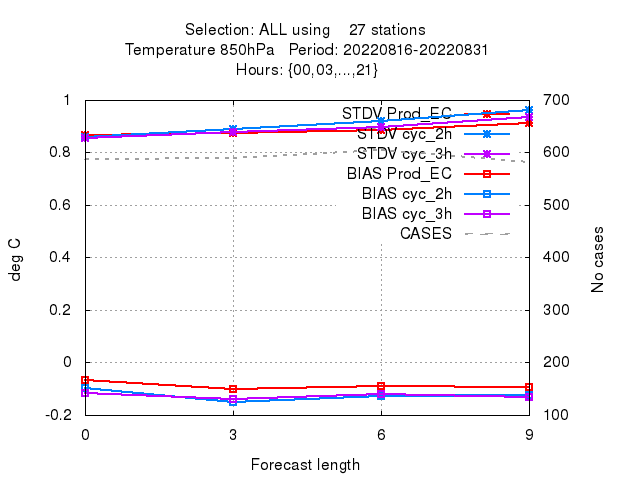 Selection: ALL using 27 stations
Temperature 850hPa Period: 20220816-20220831
Hours: {00,03,...,21}
1
0.8
0.6
0.4
0.2
0
-0.2
deg C
700
600
500
400
300
200
100
No cases
STDV Prod_EC
STDV cyc_2h
STDV cyc_3h
BIAS Prod_EC
BIAS cyc_2h
BIAS cyc_3h
CASES
0 3 6 9
Forecast length